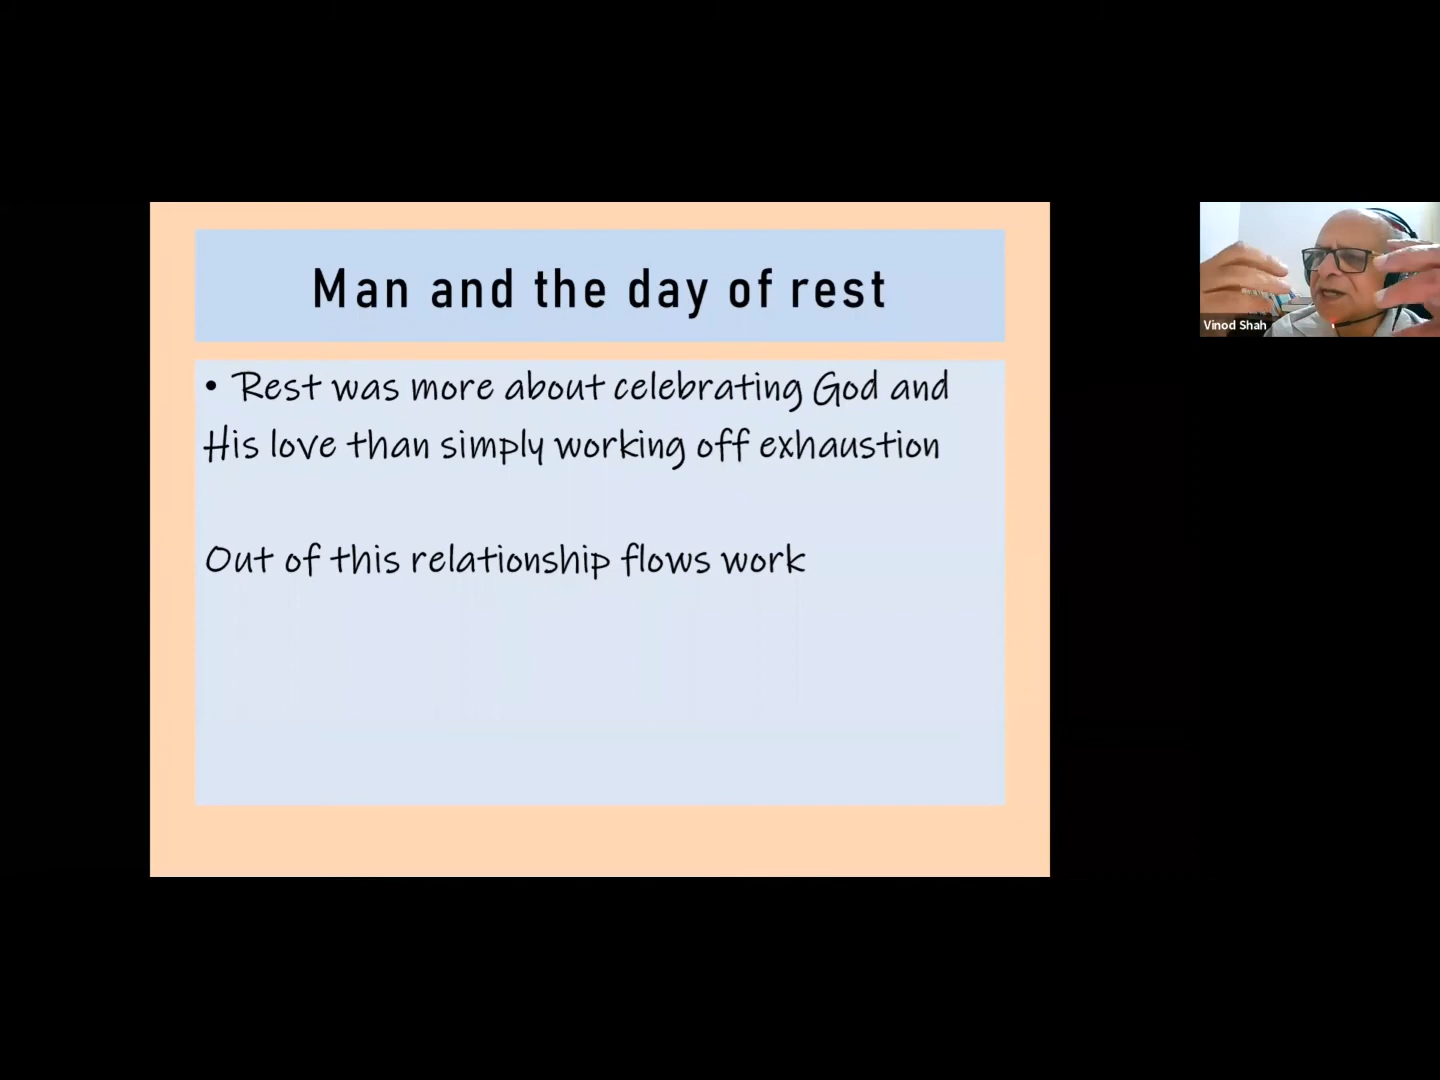 Man and the day of rest
• Rest was more about celebrating God and
His love than simply working off exhaustion
Out of this relationship flows work
Vinod Shah